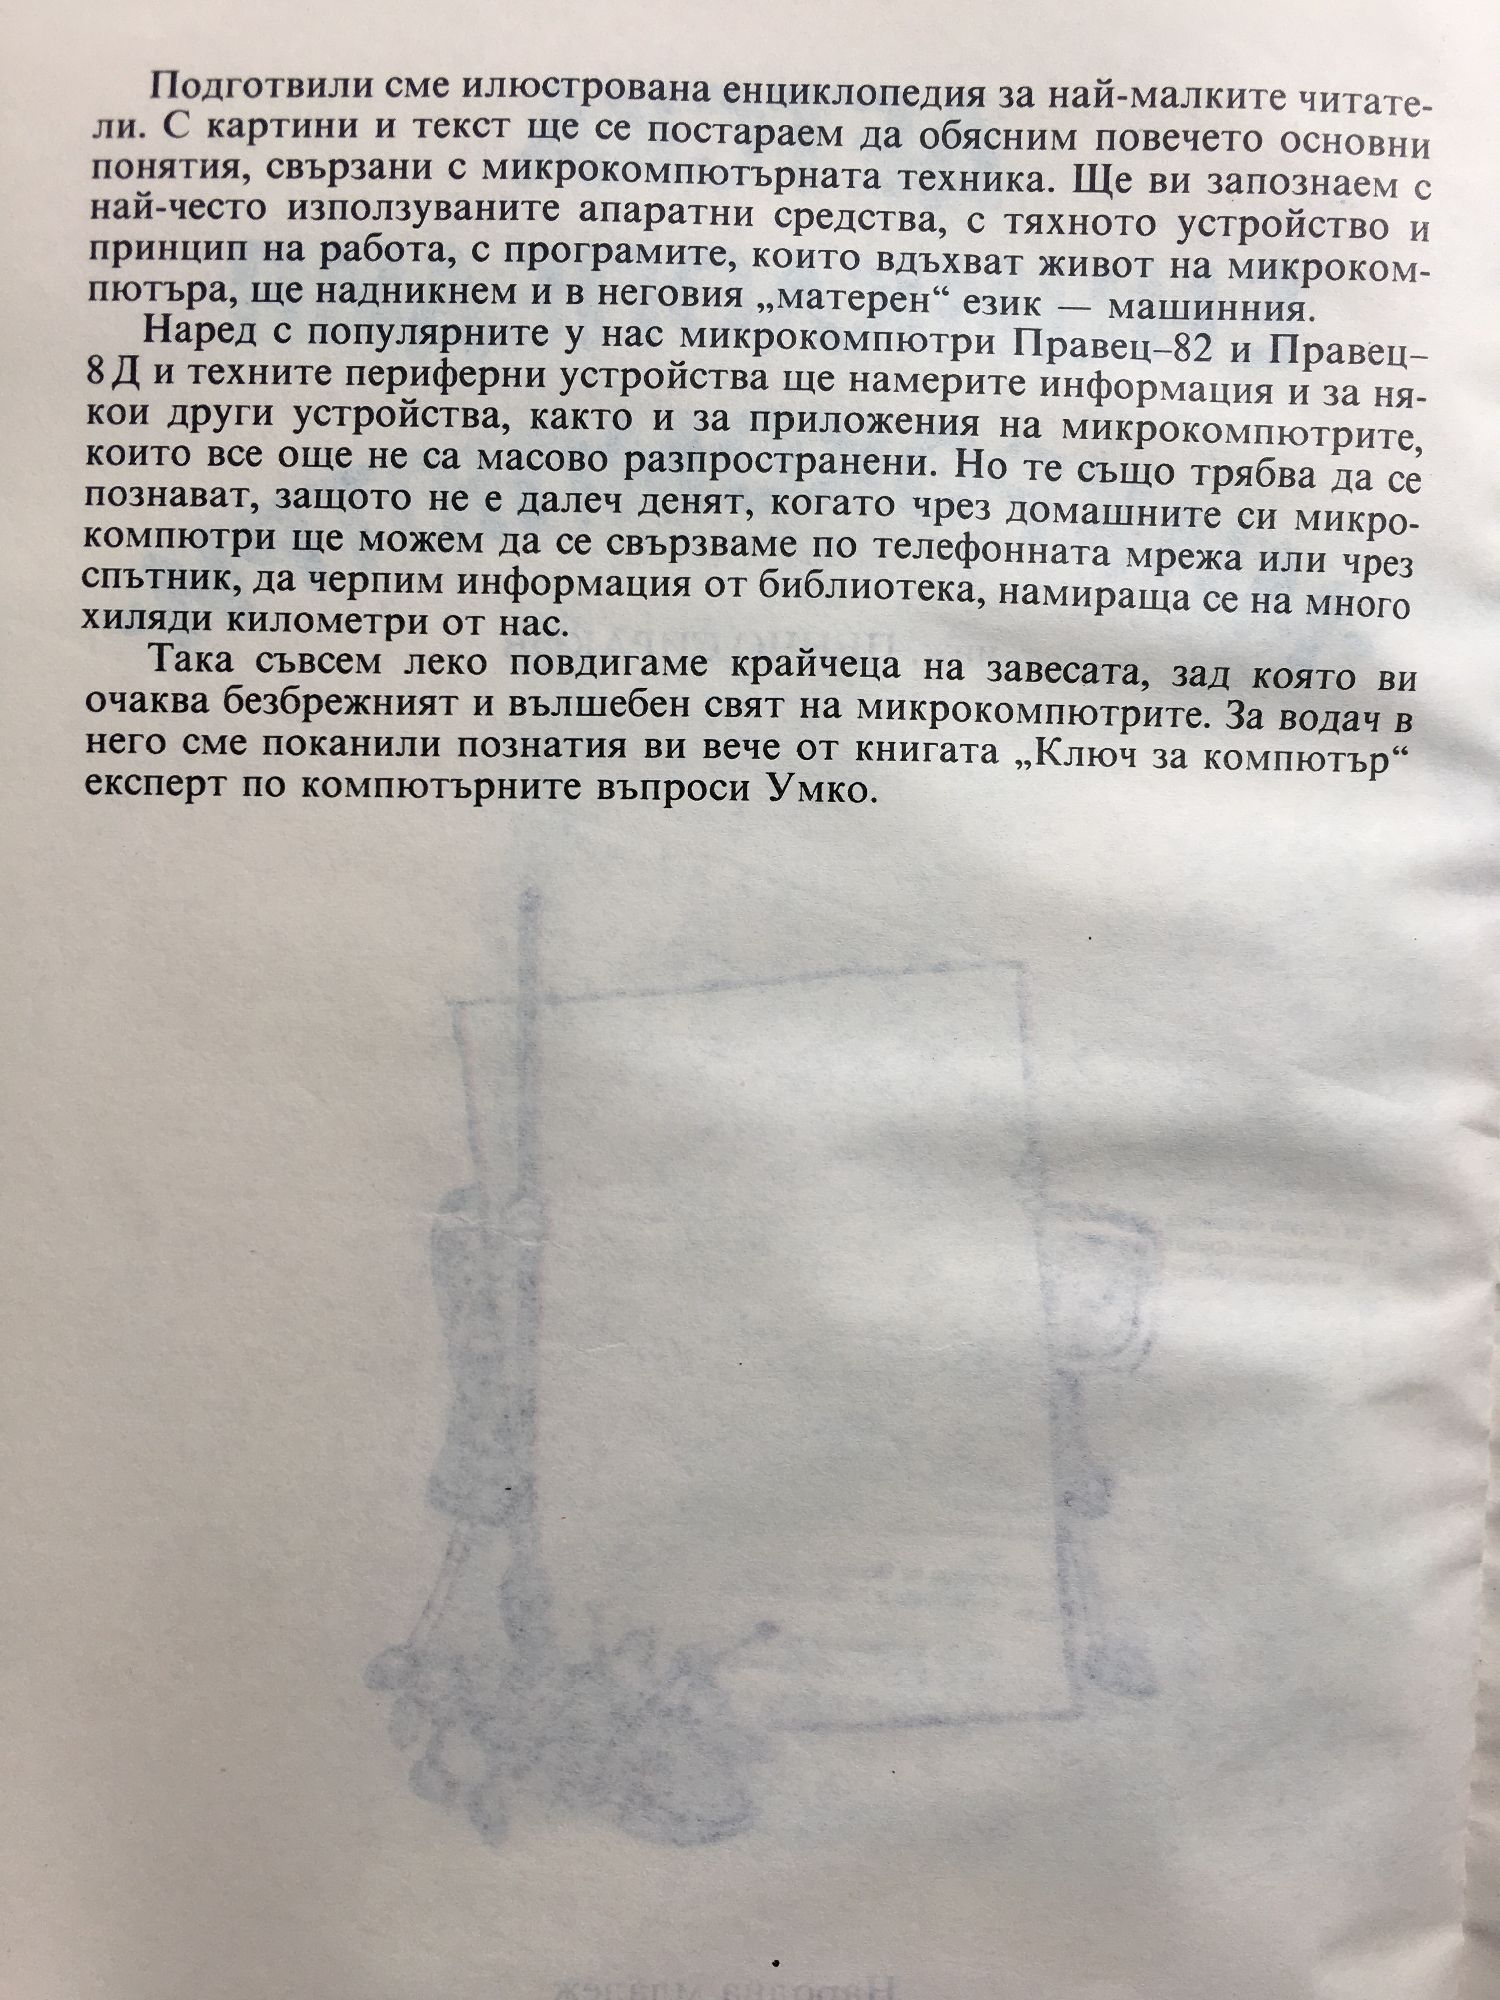 Подготвили сме илюстрована енциклопедия за най-малките читате-
ли. С картини и текст ще се постараем да обясним повечето основни
понятия, свързани с микрокомпютърната техника. Ще ви запознаем с
най-често използуваните апаратни средства, с тяхното устройство и
принцип на работа, с програмите, които вдъхват живот на микроком-
пютъра, ще надникнем и в неговия „матерен“ език — машинния.
Наред с популярните у нас микрокомпютри Правец–82 и Правец–
8Д и техните периферни устройства ще намерите информация и за ня-
кои други устройства, както и за приложения на микрокомпютрите,
които все още не са масово разпространени. Но те също трябва да се
познават, защото не е далеч денят, когато чрез домашните си микро-
компютри ще можем да се свързваме по телефонната мрежа или чрез
спътник, да черпим информация от библиотека, намираща се на много
хиляди километри от нас.
Така съвсем леко повдигаме крайчеца на завесата, зад която ви
очаква безбрежният и вълшебен свят на микрокомпютрите. За водач в
него сме поканили познатия ви вече от книгата „Ключ за компютър“
експерт по компютърните въпроси Умко.
Народна младеж